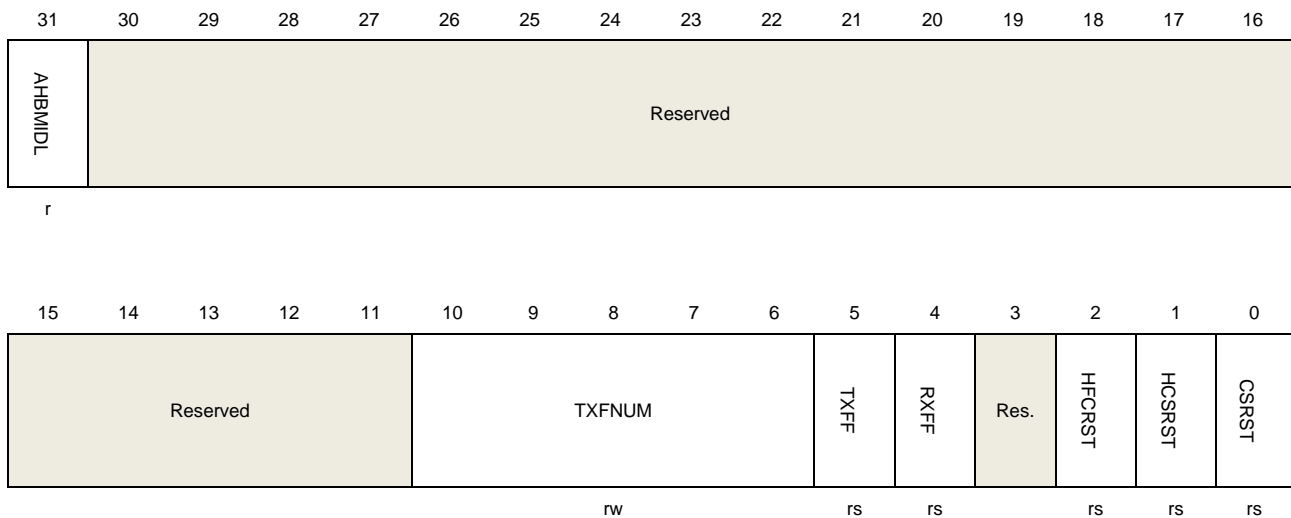 31 30 29 28 27 26 25 24 23 22 21 20 19 18 17 16
AHBMIDL Reserved
r
15 14 13 12 11 10 9 8 7 6 5 4 3 2 1 0
Reserved TXFNUM TXFF RXFF Res. HFCRST HCSRST CSRST
rw rs rs rs rs rs